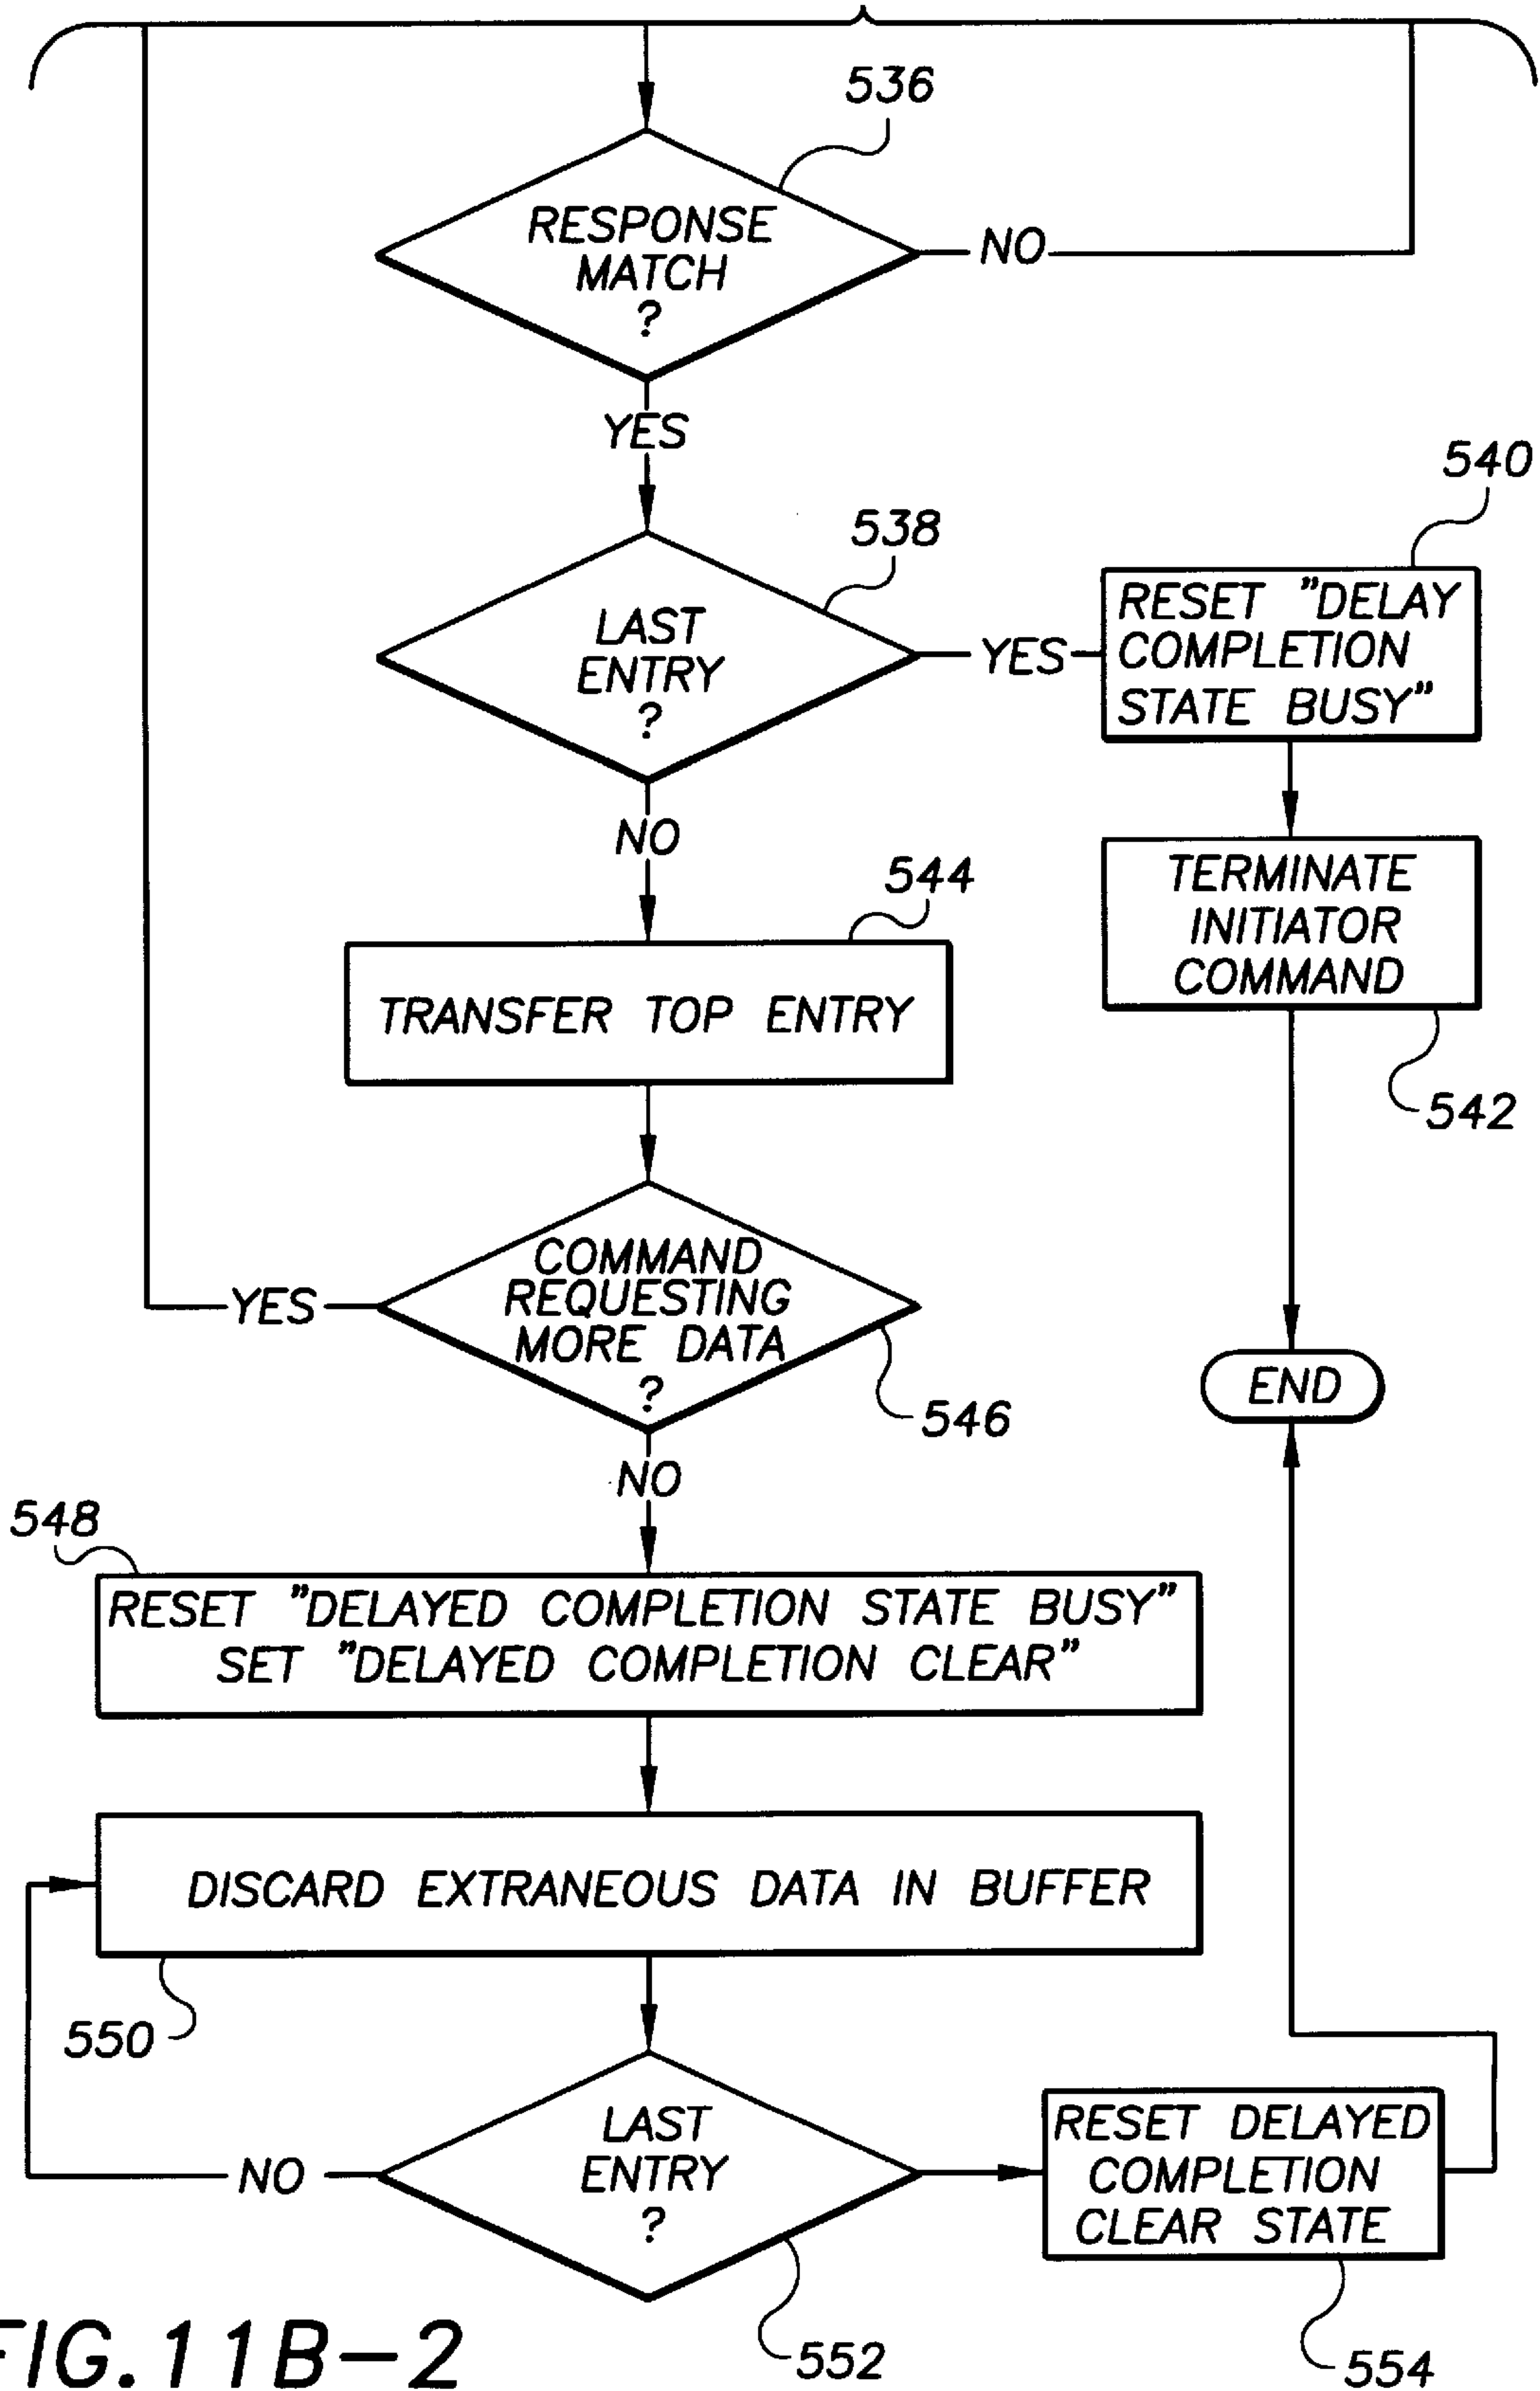 536
RESPONSE
MATCH
?
NO
YES
540
538
LAST
ENTRY
?
YES
RESET "DELAY
COMPLETION
STATE BUSY"
NO
544
TERMINATE
INITIATOR
COMMAND
TRANSFER TOP ENTRY
542
COMMAND
REQUESTING
MORE DATA
?
YES
END
546
NO
548
RESET "DELAYED COMPLETION STATE BUSY"
SET "DELAYED COMPLETION CLEAR"
DISCARD EXTRANEOUS DATA IN BUFFER
550
LAST
ENTRY
?
NO
RESET DELAYED
COMPLETION
CLEAR STATE
552
554
FIG.11B-2